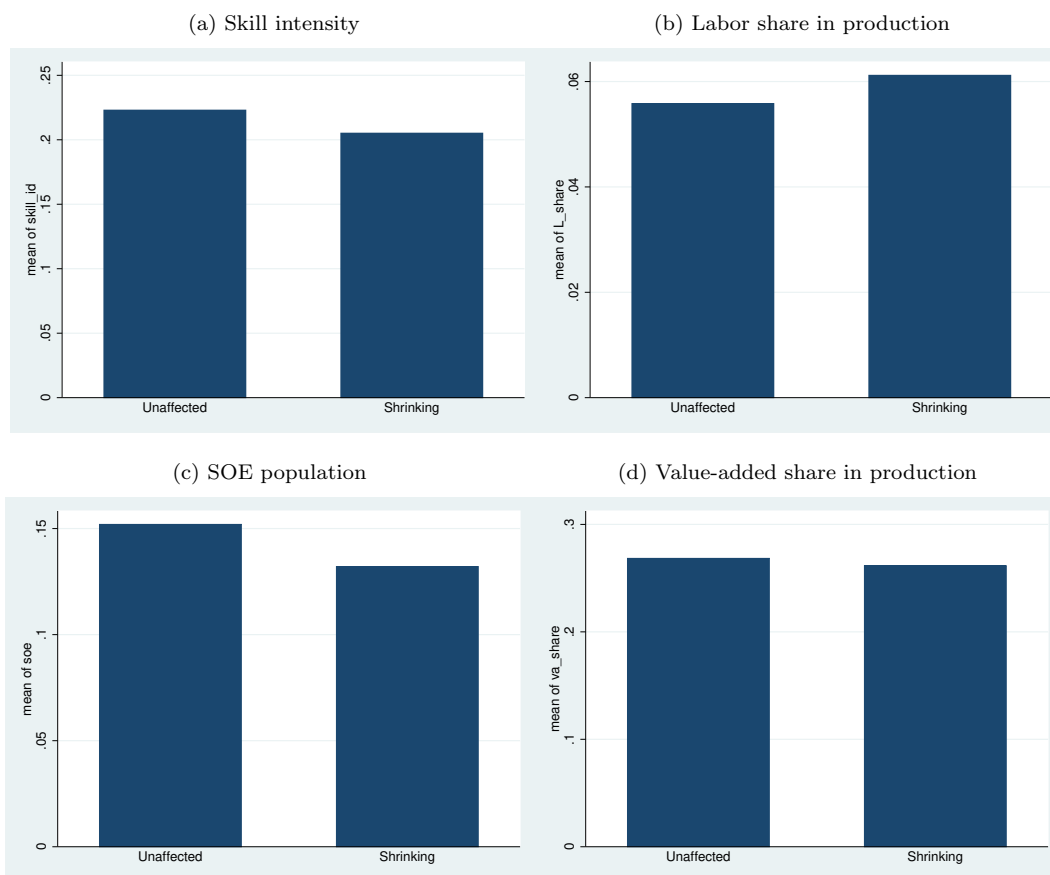 (a) Skill intensity
mean of skill_id
0 .05 .1 .15 .2 .25
Unaffected Shrinking
(b) Labor share in production
mean of L_share
0 .02 .04 .06
Unaffected Shrinking
(c) SOE population
mean of soe
0 .05 .1 .15
Unaffected Shrinking
(d) Value-added share in production
mean of va_share
0 .1 .2 .3
Unaffected Shrinking